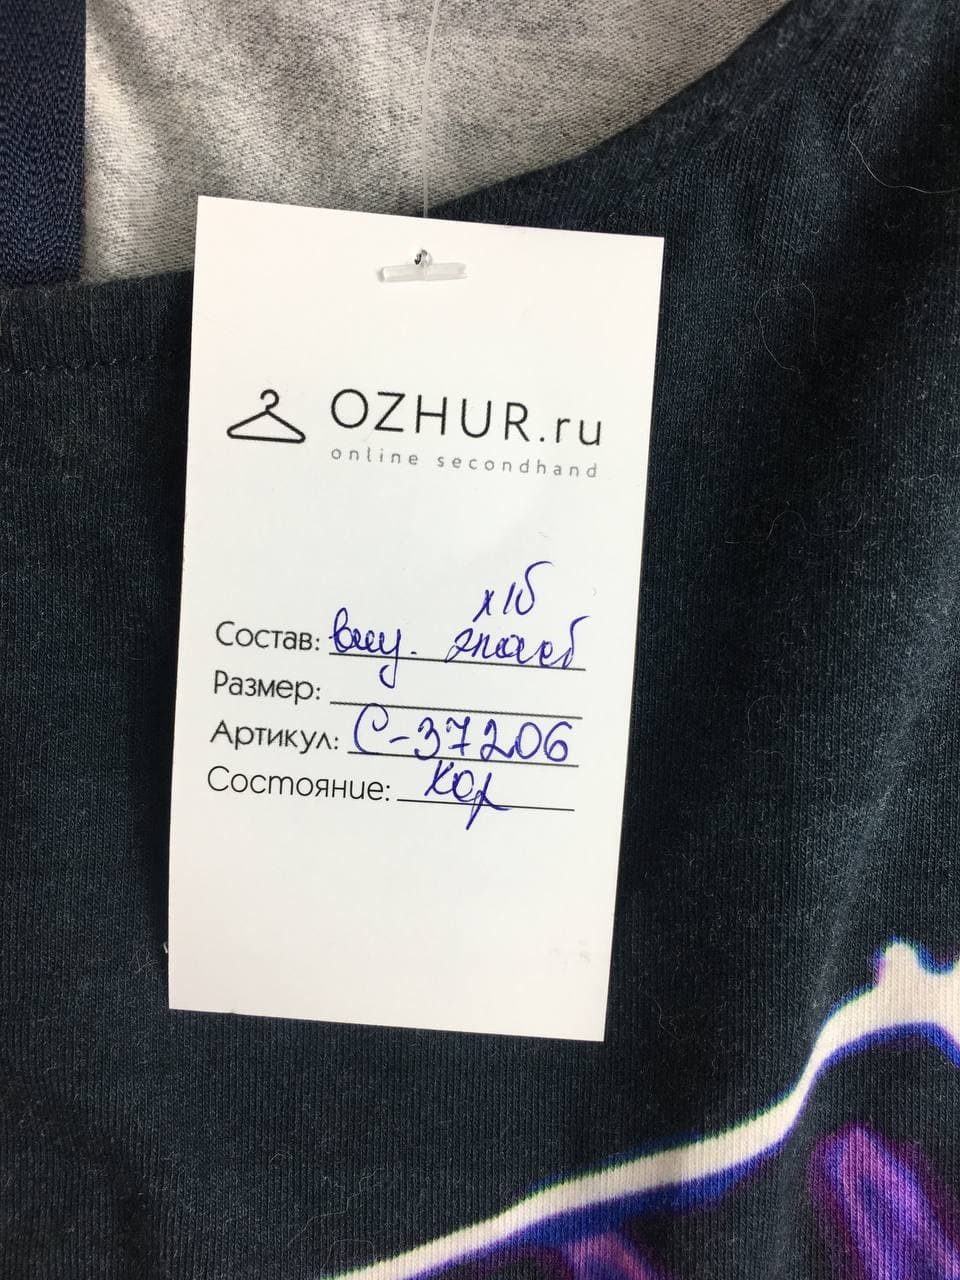 OZHUR.ru
online secondhand
х/б
Состав:
Размер:
Артикул: С-37206
Состояние: хор